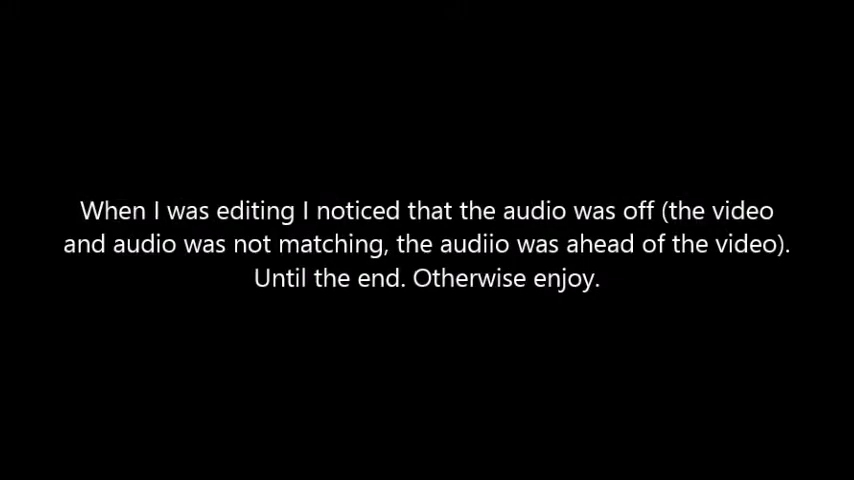 When I was editing I noticed that the audio was off (the video
and audio was not matching, the audiio was ahead of the video).
Until the end. Otherwise enjoy.